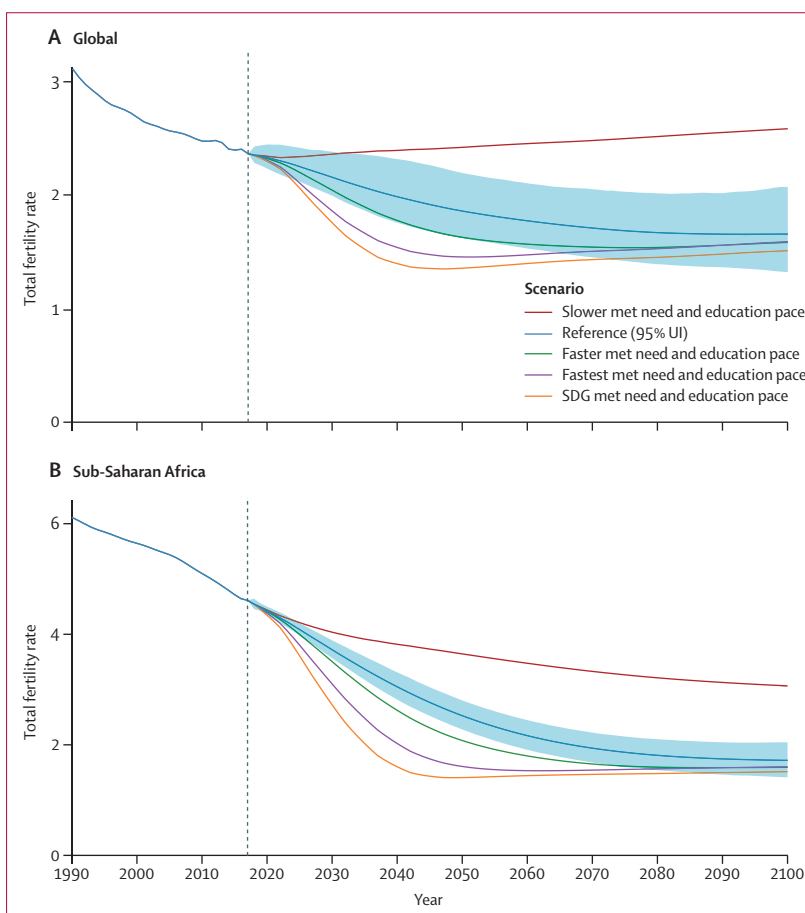 A Global
3
2
1
0
Total fertility rate
Scenario
Slower met need and education pace
Reference (95% UI)
Faster met need and education pace
Fastest met need and education pace
SDG met need and education pace
B Sub-Saharan Africa
6
4
2
0
Total fertility rate
1990 2000 2010 2020 2030 2040 2050 2060 2070 2080 2090 2100
Year